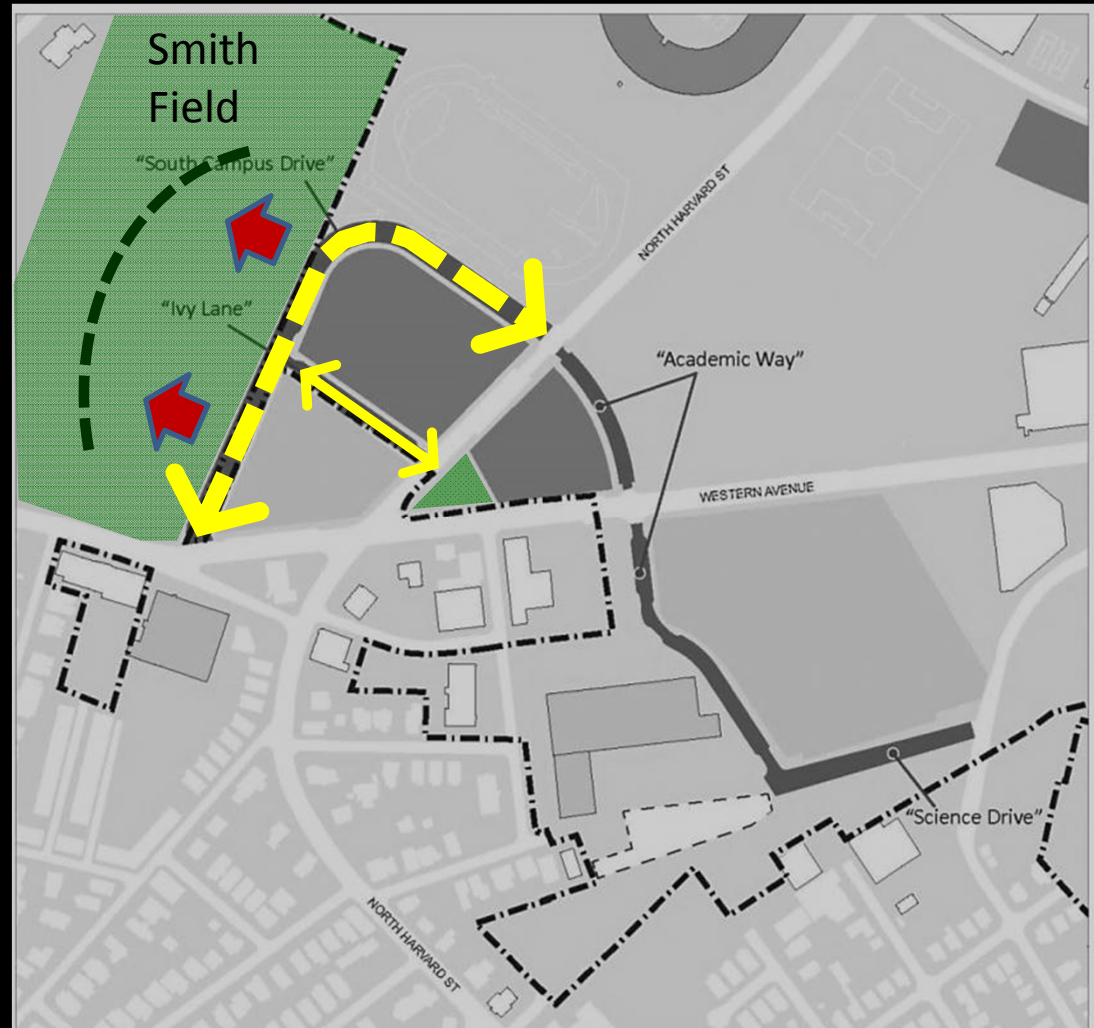 Smith
Field
“South Campus Drive”
NORTH HARVARD ST
“Ivy Lane”
“Academic Way”
WESTERN AVENUE
“Science Drive”
NORTH HARVARD ST